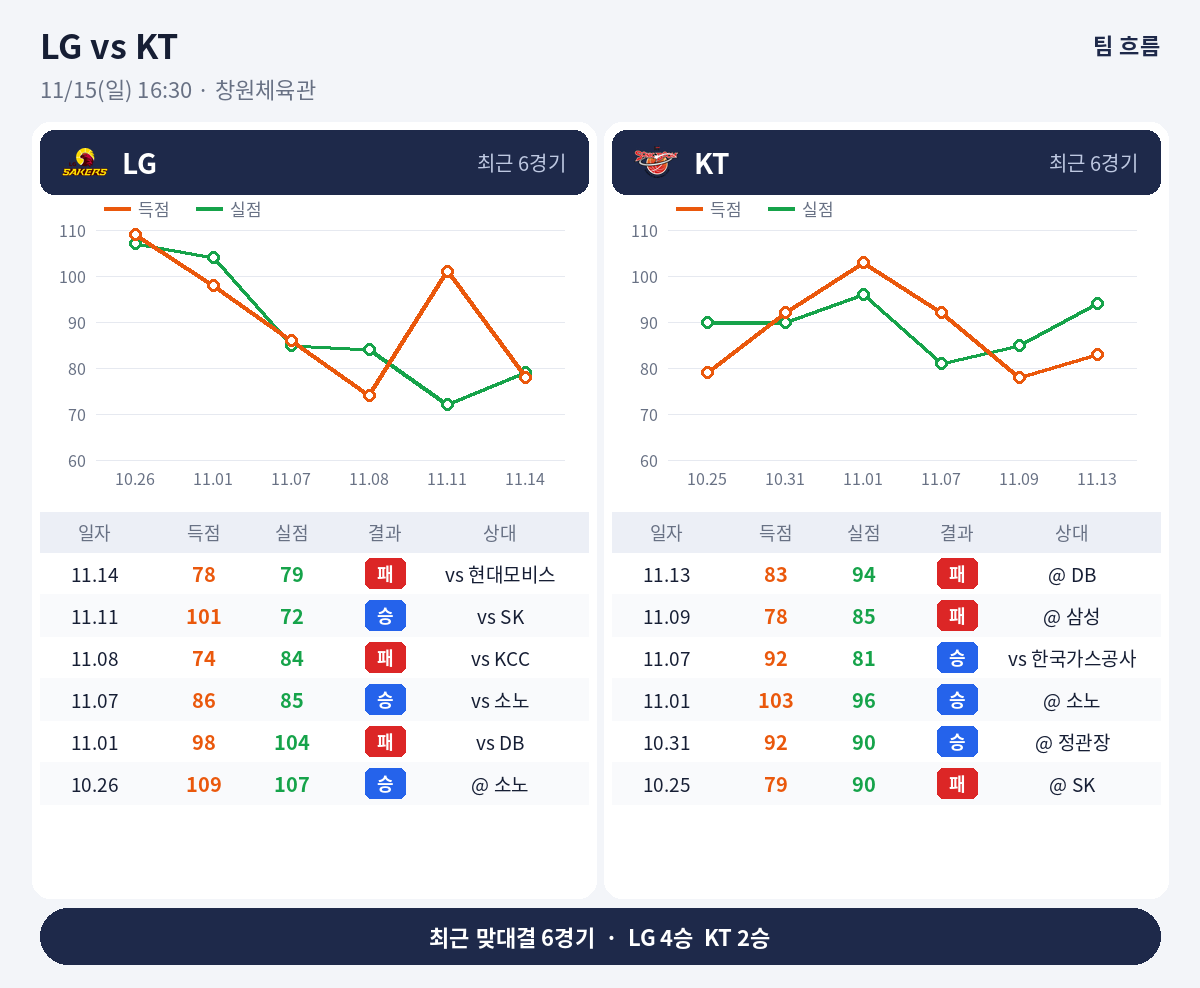 LG vs KT
팀 흐름
11/15(일) 16:30 · 창원체육관
SAKERS
LG
최근 6경기
득점 실점
110
100
90
80
70
60
10.26 11.01 11.07 11.08 11.11 11.14
일자 득점 실점 결과 상대
11.14 78 79 패 vs 현대모비스
11.11 101 72 승 vs SK
11.08 74 84 패 vs KCC
11.07 86 85 승 vs 소노
11.01 98 104 패 vs DB
10.26 109 107 승 @ 소노
KT
최근 6경기
득점 실점
110
100
90
80
70
60
10.25 10.31 11.01 11.07 11.09 11.13
일자 득점 실점 결과 상대
11.13 83 94 패 @ DB
11.09 78 85 패 @ 삼성
11.07 92 81 승 vs 한국가스공사
11.01 103 96 승 @ 소노
10.31 92 90 승 @ 정관장
10.25 79 90 패 @ SK
최근 맞대결 6경기 · LG 4승 KT 2승